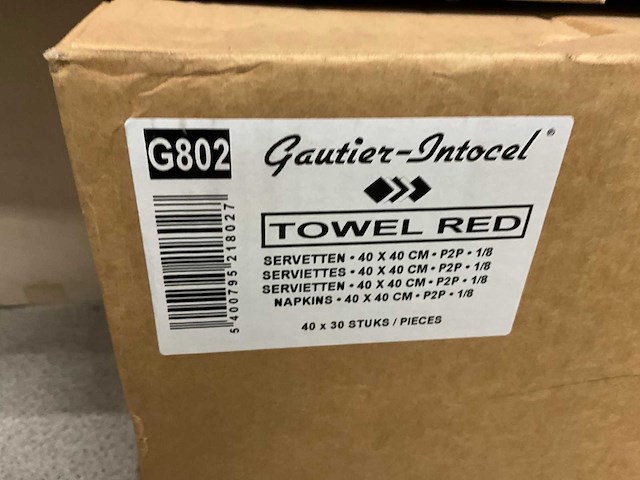 G802
Gautier-Intocel®
TOWEL RED
SERVETTEN • 40 X 40 CM • P2P • 1/8
SERVIETTES • 40 X 40 CM • P2P • 1/8
SERVIETTEN • 40 X 40 CM • P2P • 1/8
NAPKINS • 40 X 40 CM • P2P • 1/8
40 x 30 STUKS / PIECES
5 400795 218027